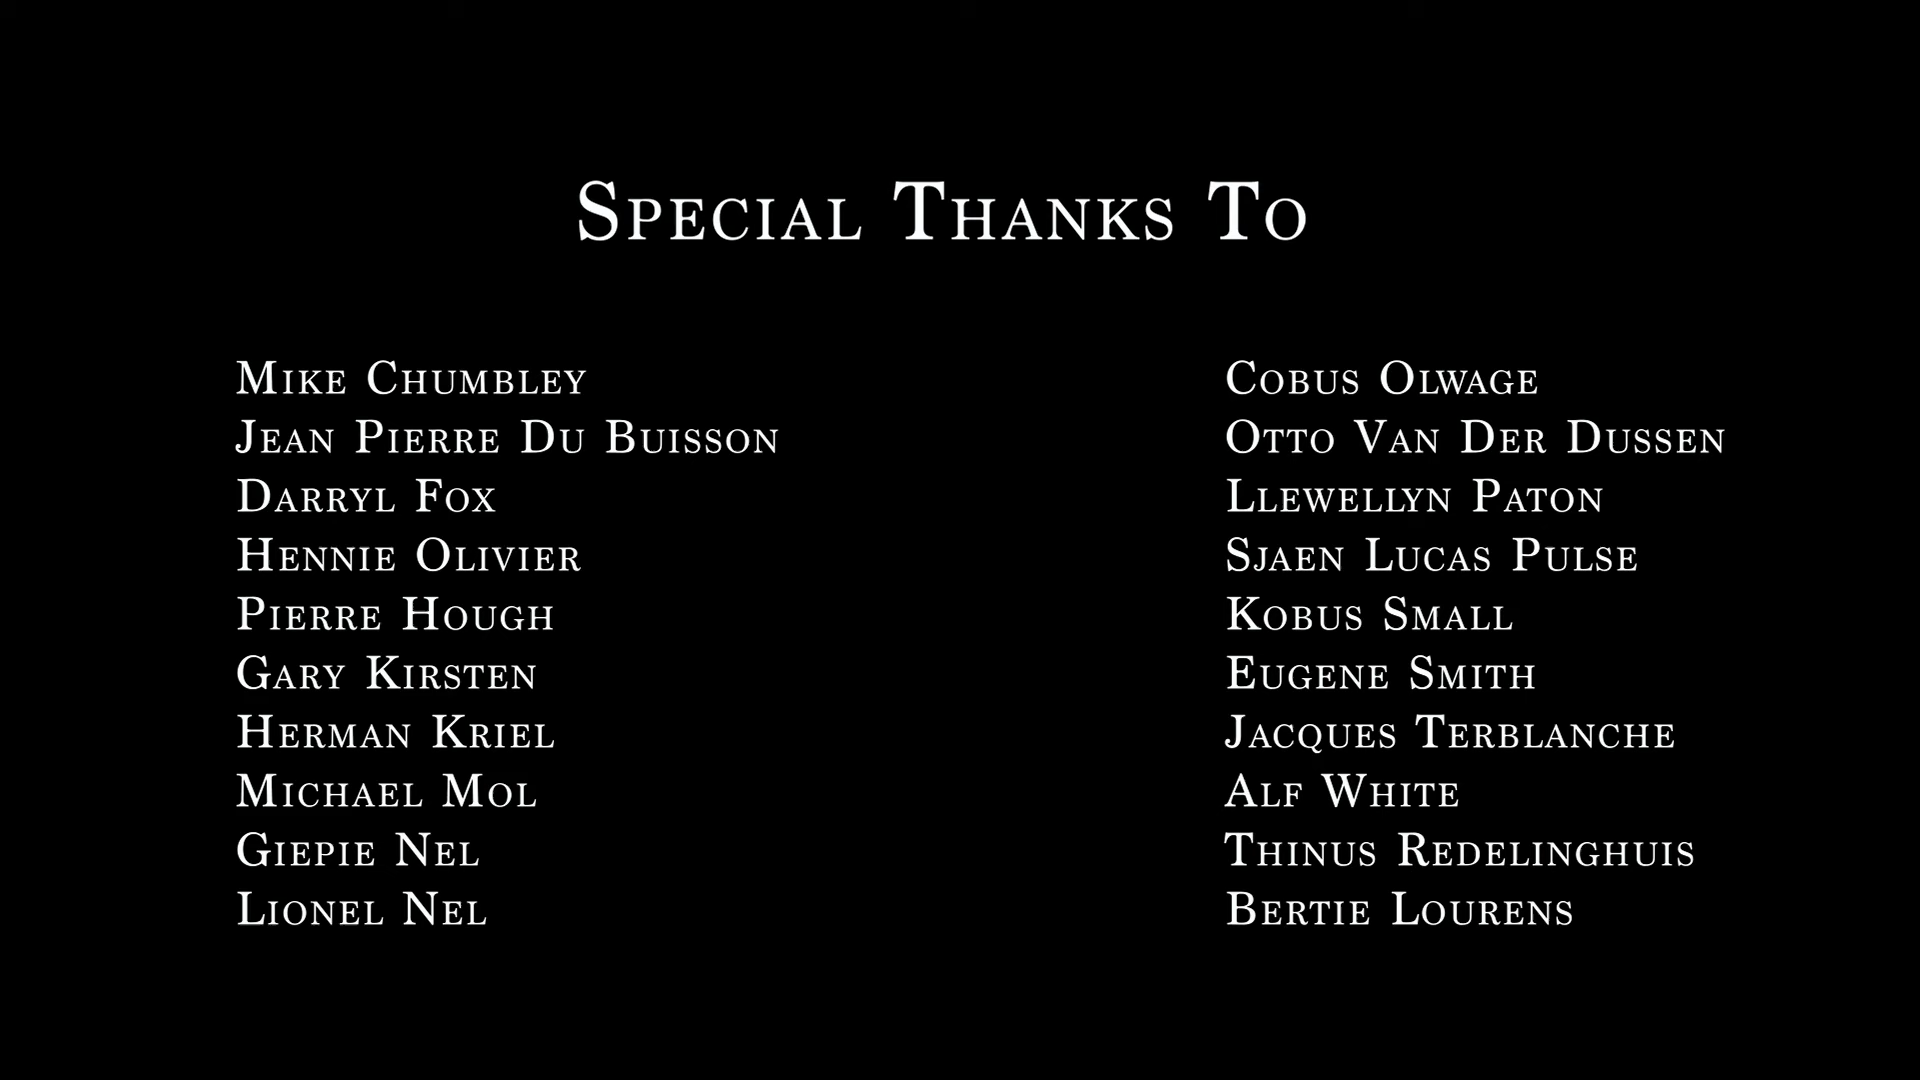 Special Thanks To
Mike Chumbley
Jean Pierre Du Buisson
Darryl Fox
Hennie Olivier
Pierre Hough
Gary Kirsten
Herman Kriel
Michael Mol
Giepie Nel
Lionel Nel
Cobus Olwage
Otto Van Der Dussen
Llewellyn Paton
Sjaen Lucas Pulse
Kobus Small
Eugene Smith
Jacques Terblanche
Alf White
Thinus Redelinghuis
Bertie Lourens